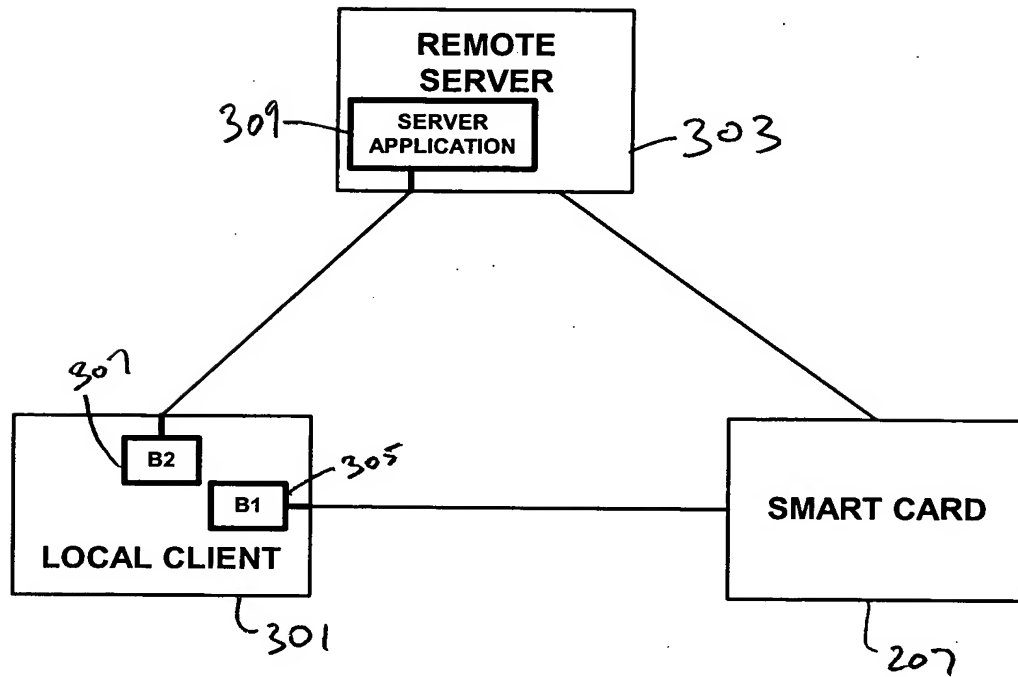 REMOTE
SERVER
309
SERVER
APPLICATION
303
307
B2
305
B1
LOCAL CLIENT
SMART CARD
301
207